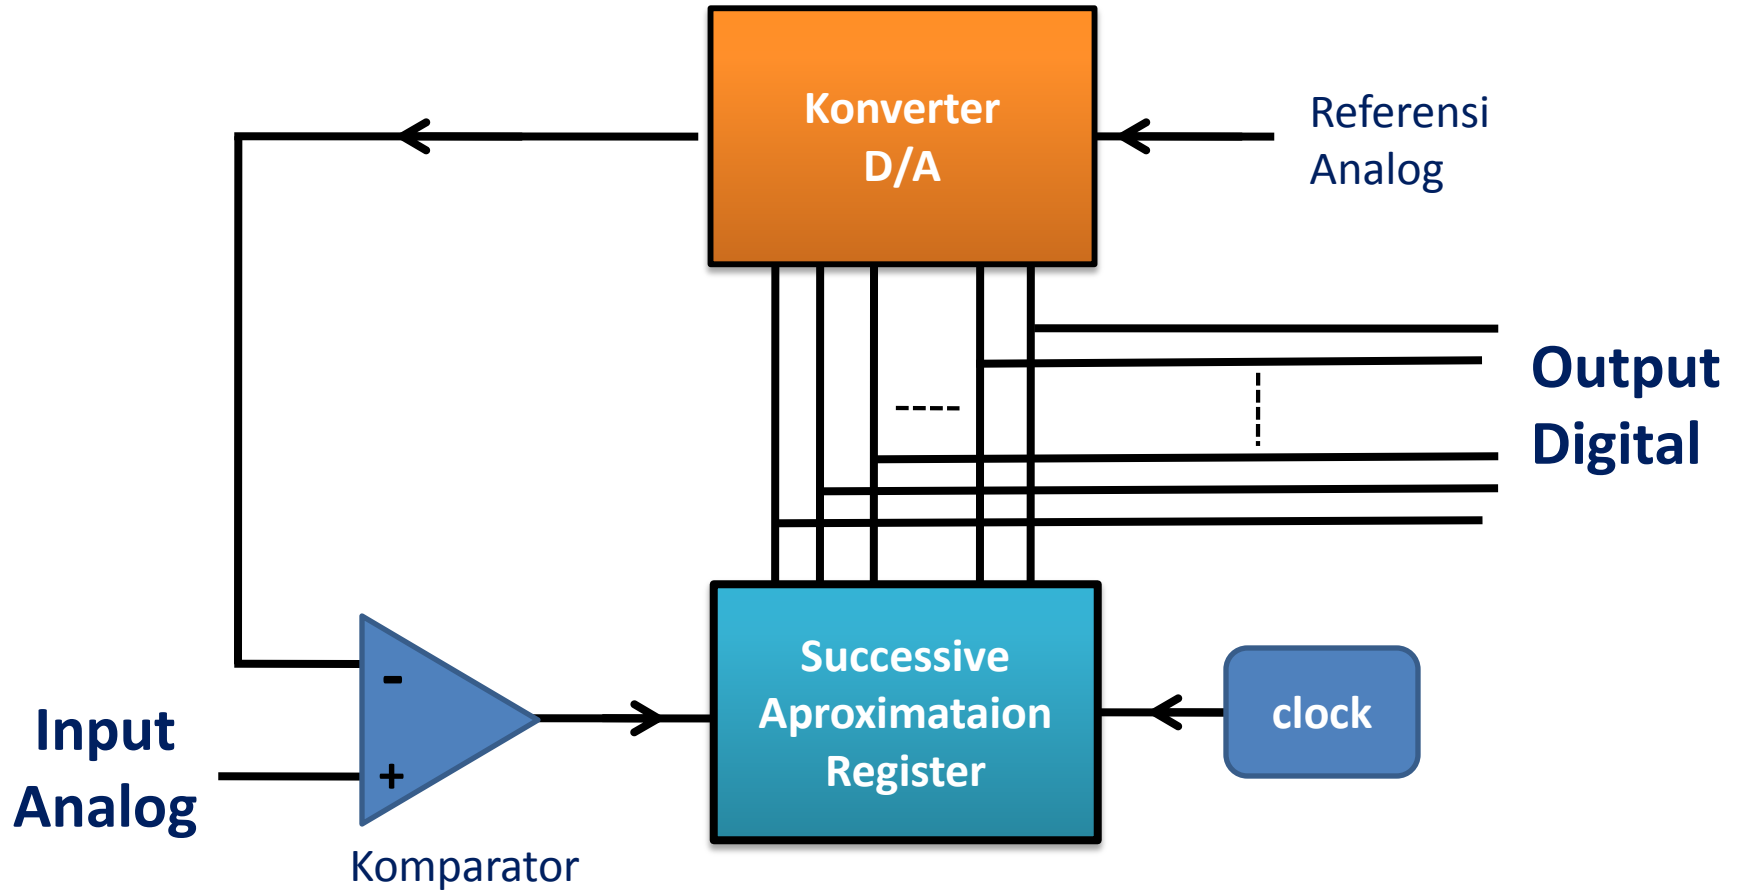 Konverter
D/A
Referensi
Analog
Output
Digital
-
+
Input
Analog
Komparator
Successive
Aproximataion
Register
clock